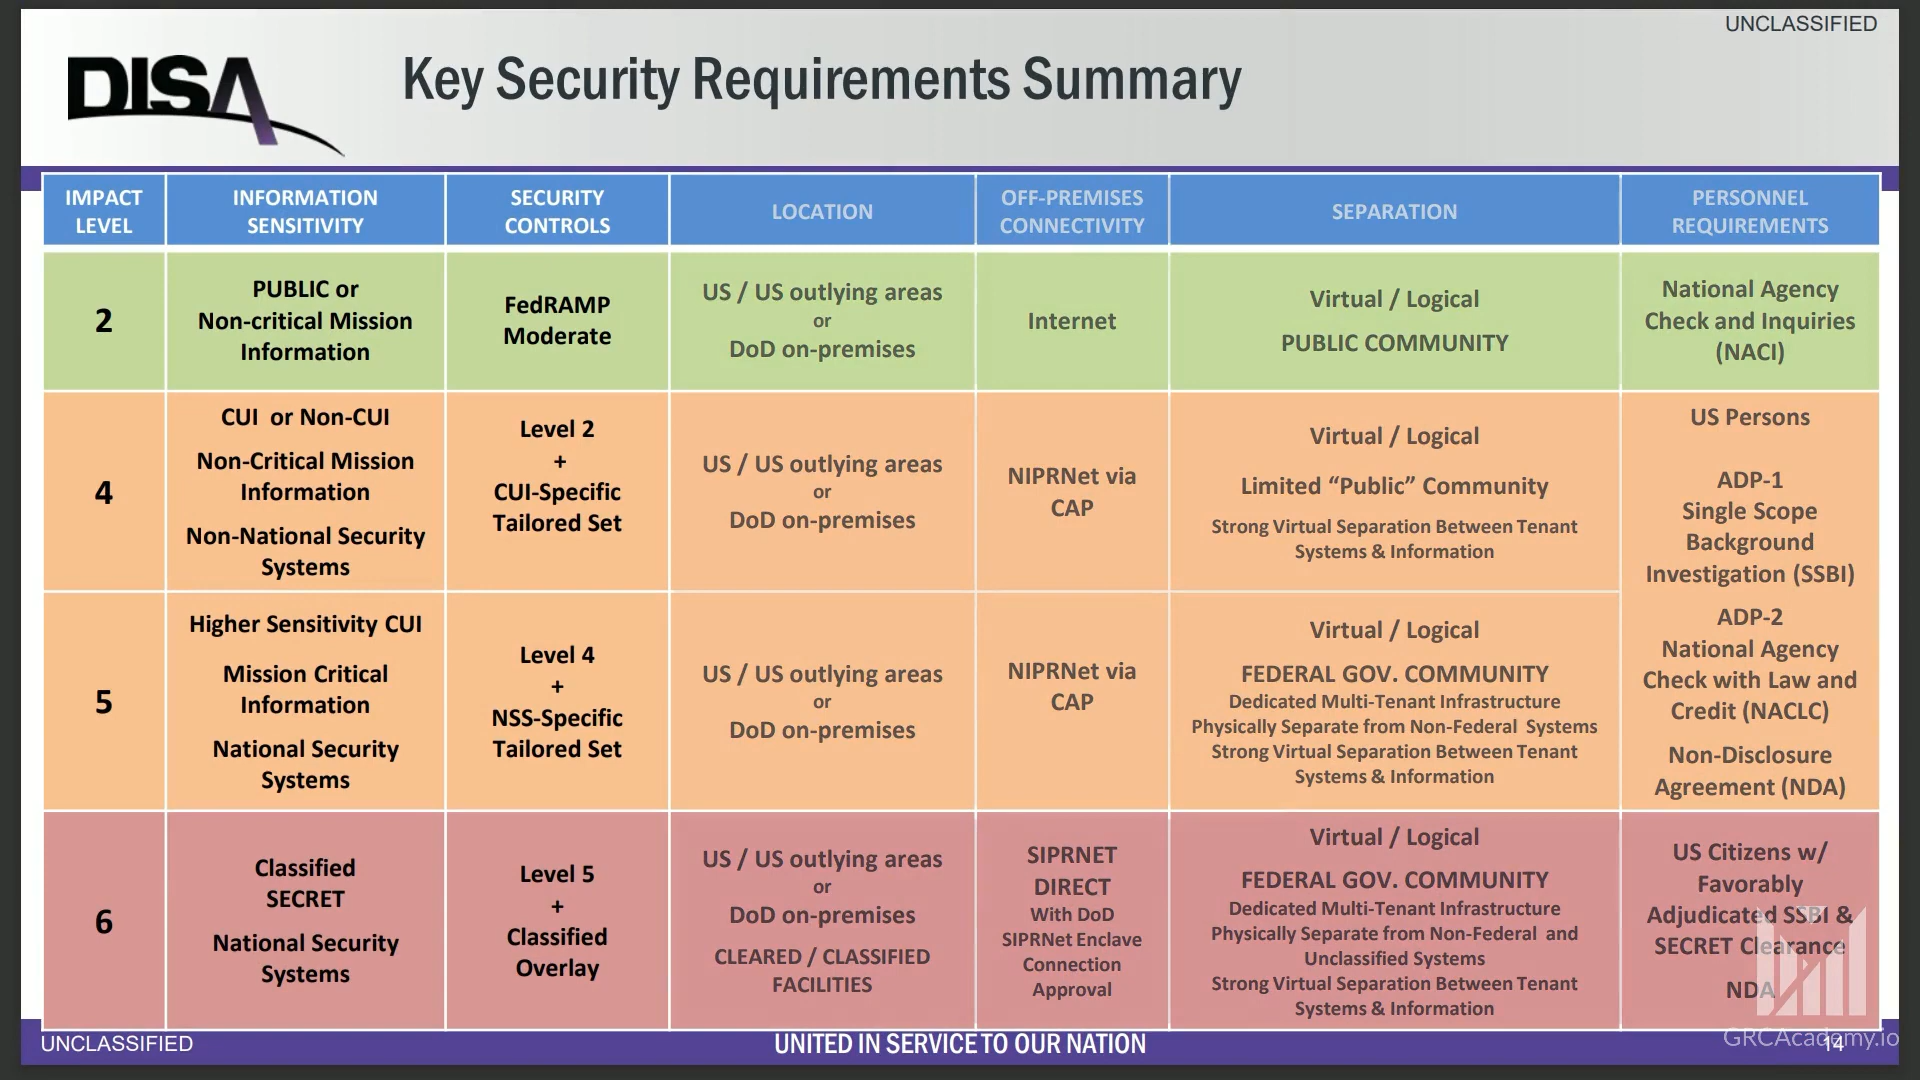 UNCLASSIFIED
DISA
Key Security Requirements Summary
IMPACT
LEVEL
INFORMATION
SENSITIVITY
SECURITY
CONTROLS
LOCATION
OFF-PREMISES
CONNECTIVITY
SEPARATION
PERSONNEL
REQUIREMENTS
2
PUBLIC or
Non-critical Mission
Information
FedRAMP
Moderate
US / US outlying areas
or
DoD on-premises
Internet
Virtual / Logical
PUBLIC COMMUNITY
National Agency
Check and Inquiries
(NACI)
4
CUI or Non-CUI
Non-Critical Mission
Information
Non-National Security
Systems
Level 2
+
CUI-Specific
Tailored Set
US / US outlying areas
or
DoD on-premises
NIPRNet via
CAP
Virtual / Logical
Limited “Public” Community
Strong Virtual Separation Between Tenant
Systems & Information
US Persons
ADP-1
Single Scope
Background
Investigation (SSBI)
ADP-2
National Agency
Check with Law and
Credit (NACLC)
Non-Disclosure
Agreement (NDA)
5
Higher Sensitivity CUI
Mission Critical
Information
National Security
Systems
Level 4
+
NSS-Specific
Tailored Set
US / US outlying areas
or
DoD on-premises
NIPRNet via
CAP
Virtual / Logical
FEDERAL GOV. COMMUNITY
Dedicated Multi-Tenant Infrastructure
Physically Separate from Non-Federal Systems
Strong Virtual Separation Between Tenant
Systems & Information
6
Classified
SECRET
National Security
Systems
Level 5
+
Classified
Overlay
US / US outlying areas
or
DoD on-premises
CLEARED / CLASSIFIED
FACILITIES
SIPRNET
DIRECT
With DoD
SIPRNet Enclave
Connection
Approval
Virtual / Logical
FEDERAL GOV. COMMUNITY
Dedicated Multi-Tenant Infrastructure
Physically Separate from Non-Federal and
Unclassified Systems
Strong Virtual Separation Between Tenant
Systems & Information
US Citizens w/
Favorably
Adjudicated SSBI &
SECRET Clearance
NDA
UNCLASSIFIED
UNITED IN SERVICE TO OUR NATION
GRCAcademy.io
14